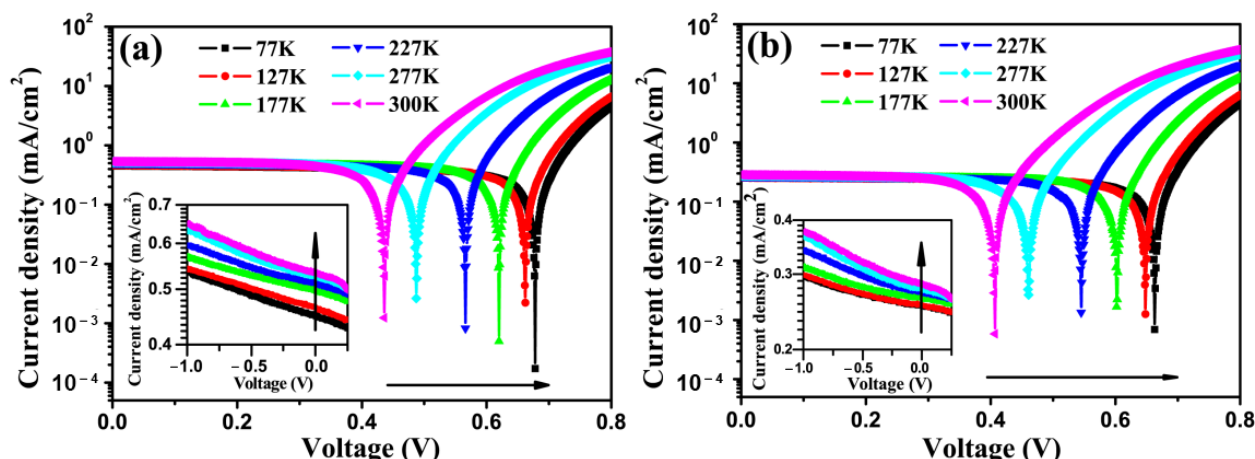 (a)
77K
127K
177K
227K
277K
300K
Current density (mA/cm²)
10²
10¹
10⁰
10⁻¹
10⁻²
10⁻³
10⁻⁴
0.0 0.2 0.4 0.6 0.8
Voltage (V)
Current density (mA/cm²)
0.7
0.6
0.5
0.4
−1.0 −0.5 0.0
Voltage (V)
(b)
77K
127K
177K
227K
277K
300K
Current density (mA/cm²)
10²
10¹
10⁰
10⁻¹
10⁻²
10⁻³
10⁻⁴
0.0 0.2 0.4 0.6 0.8
Voltage (V)
Current density (mA/cm²)
0.4
0.3
0.2
−1.0 −0.5 0.0
Voltage (V)